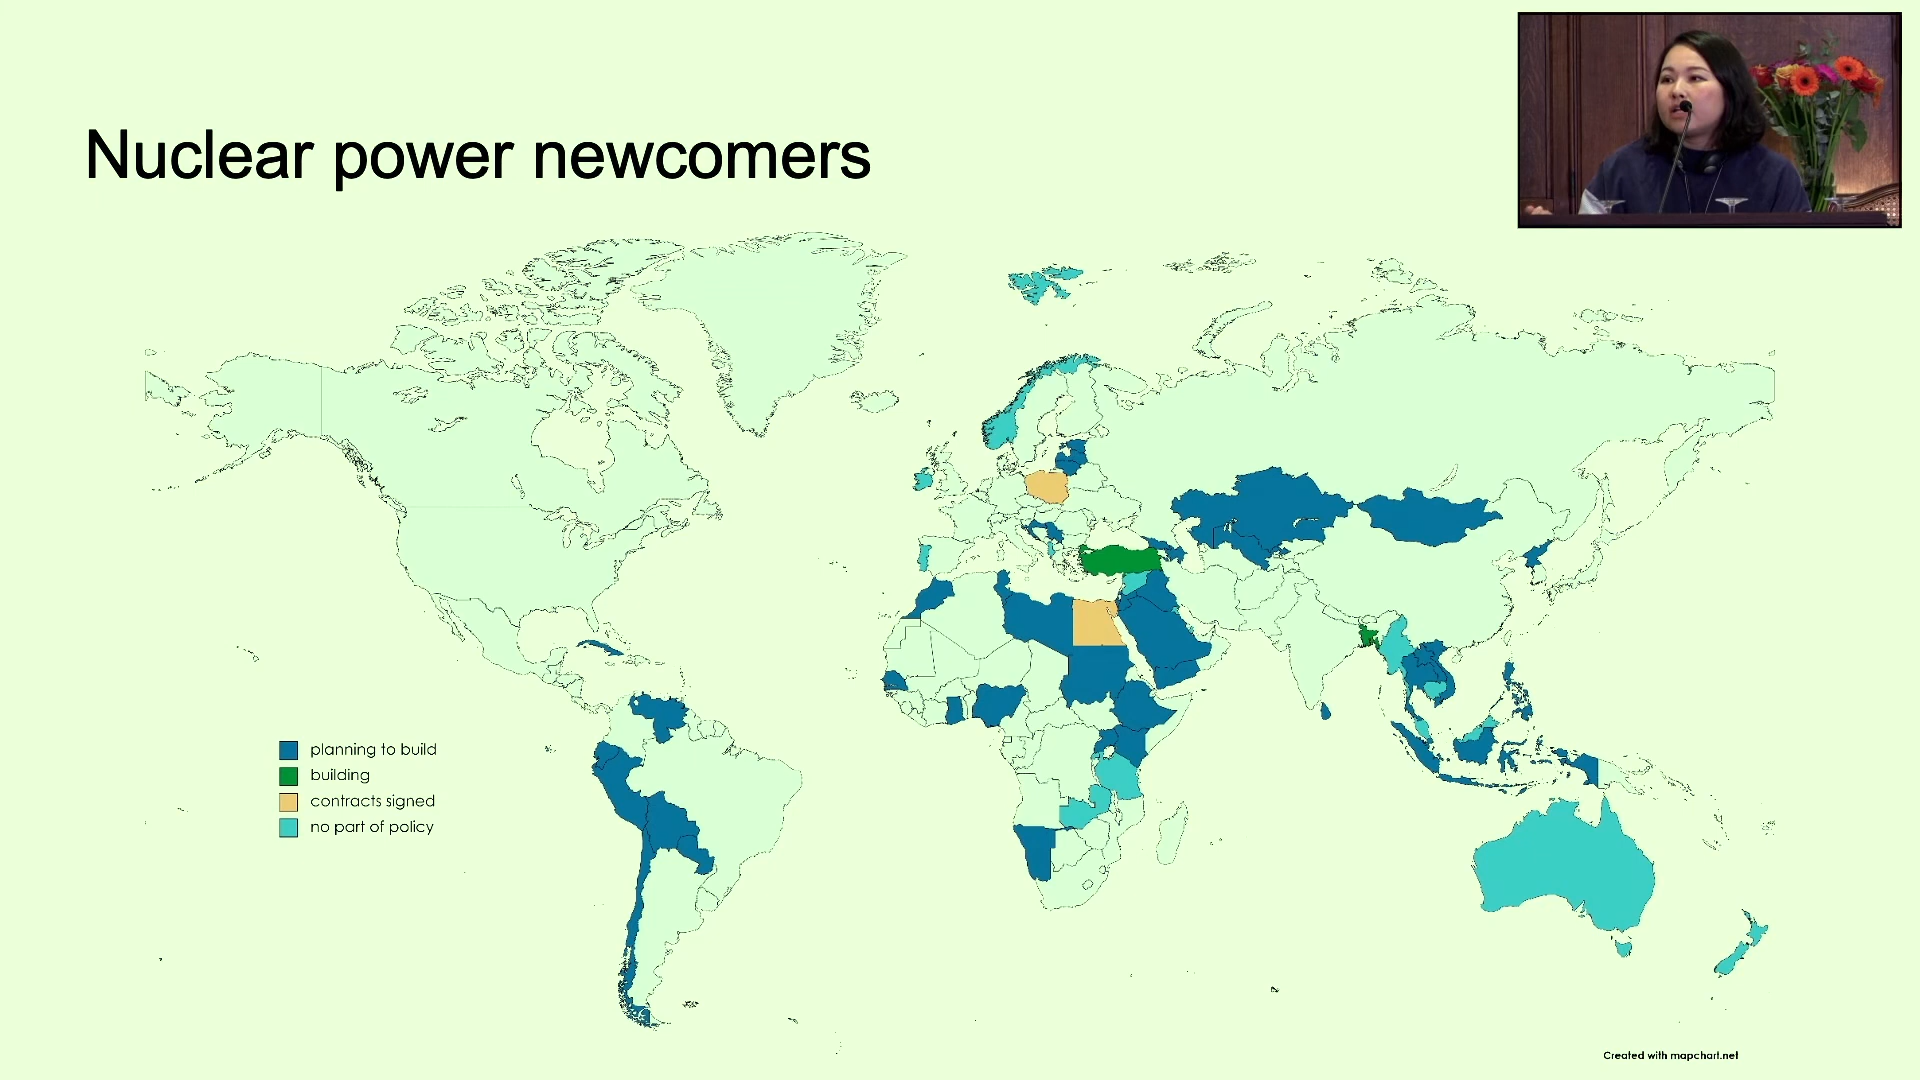 Nuclear power newcomers
planning to build
building
contracts signed
no part of policy
Created with mapchart.net